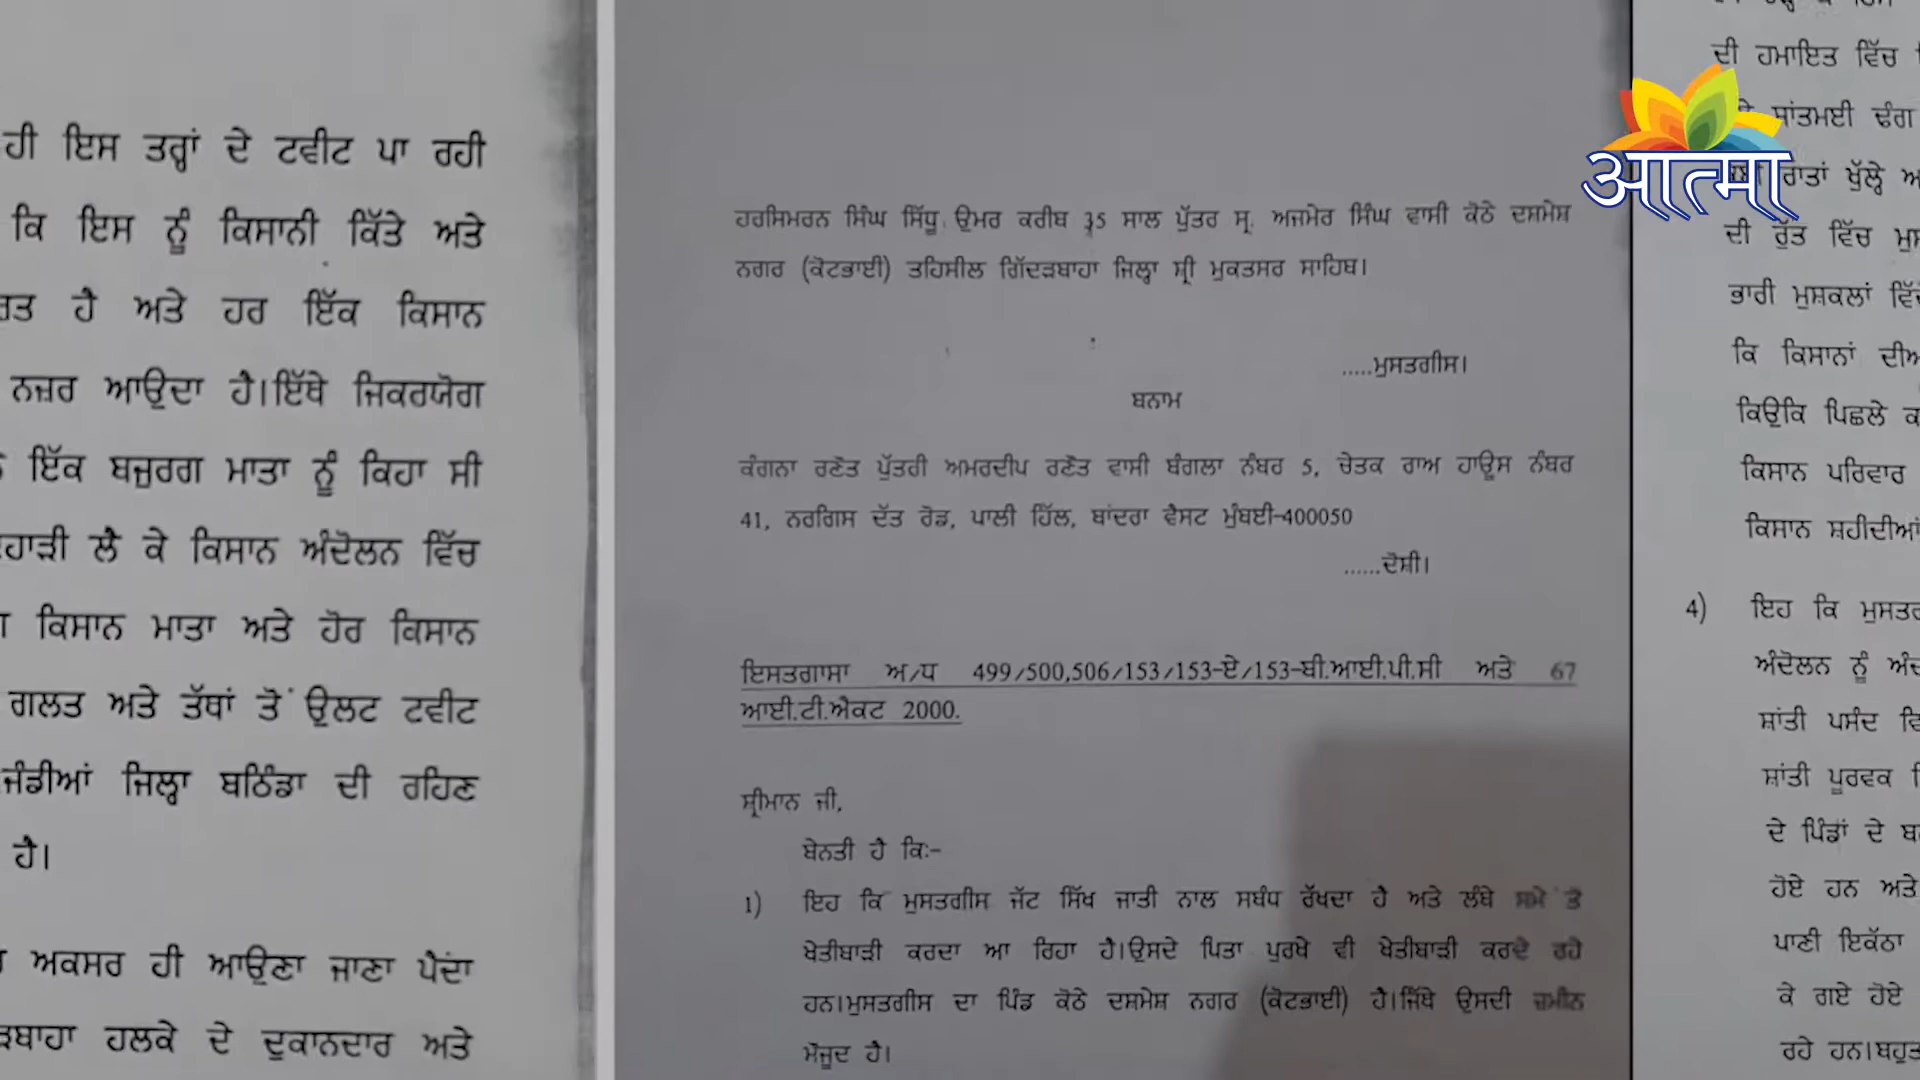 ਹੀ ਇਸ ਤਰ੍ਹਾਂ ਦੇ ਟਵੀਟ ਪਾ ਰਹੀ
ਕਿ ਇਸ ਨੂੰ ਕਿਸਾਨੀ ਕਿੱਤੇ ਅਤੇ
ਹੈ ਅਤੇ ਹਰ ਇੱਕ ਕਿਸਾਨ
ਨਜ਼ਰ ਆਉਂਦਾ ਹੈ।ਇੱਥੇ ਜਿਕਰਯੋਗ
ਇੱਕ ਬਜੁਰਗ ਮਾਤਾ ਨੂੰ ਕਿਹਾ ਸੀ
ਲੈ ਕੇ ਕਿਸਾਨ ਅੰਦੋਲਨ ਵਿੱਚ
ਕਿਸਾਨ ਮਾਤਾ ਅਤੇ ਹੋਰ ਕਿਸਾਨ
ਗਲਤ ਅਤੇ ਤੱਥਾਂ ਤੋਂ ਉਲਟ ਟਵੀਟ
ਜਿਲ੍ਹਾ ਬਠਿੰਡਾ ਦੀ ਰਹਿਣ
ਹੈ।
ਅਕਸਰ ਹੀ ਆਉਣਾ ਜਾਣਾ ਪੈਂਦਾ
ਹਲਕੇ ਦੇ ਦੁਕਾਨਦਾਰ ਅਤੇ
ਹਰਸਿਮਰਨ ਸਿੰਘ ਸਿੱਧੂ ਉਮਰ ਕਰੀਬ 35 ਸਾਲ ਪੁੱਤਰ ਸ੍ਰ. ਅਜਮੇਰ ਸਿੰਘ ਵਾਸੀ ਕੋਠੇ ਦਸਮੇਸ਼
ਨਗਰ (ਕੋਟਭਾਈ) ਤਹਿਸੀਲ ਗਿੱਦੜਬਾਹਾ ਜਿਲ੍ਹਾ ਸ੍ਰੀ ਮੁਕਤਸਰ ਸਾਹਿਬ।
.....ਮੁਸਤਗੀਸ।
ਬਨਾਮ
ਕੰਗਨਾ ਰਣੌਤ ਪੁੱਤਰੀ ਅਮਰਦੀਪ ਰਣੌਤ ਵਾਸੀ ਬੰਗਲਾ ਨੰਬਰ 5, ਚੇਤਕ ਰਾਅ ਹਾਊਸ ਨੰਬਰ
41, ਨਰਗਿਸ ਦੱਤ ਰੋਡ, ਪਾਲੀ ਹਿੱਲ, ਬਾਂਦਰਾ ਵੈਸਟ ਮੁੰਬਈ-400050
......ਦੋਸ਼ੀ।
ਇਸਤਗਾਸਾ ਅ/ਧ 499/500,506/153/153-ਏ/153-ਬੀ.ਆਈ.ਪੀ.ਸੀ ਅਤੇ 67
ਆਈ.ਟੀ.ਐਕਟ 2000.
ਸ੍ਰੀਮਾਨ ਜੀ,
ਬੇਨਤੀ ਹੈ ਕਿ:-
1) ਇਹ ਕਿ ਮੁਸਤਗੀਸ ਜੱਟ ਸਿੱਖ ਜਾਤੀ ਨਾਲ ਸਬੰਧ ਰੱਖਦਾ ਹੈ ਅਤੇ ਲੰਬੇ ਸਮੇਂ ਤੋਂ
ਖੇਤੀਬਾੜੀ ਕਰਦਾ ਆ ਰਿਹਾ ਹੈ।ਉਸਦੇ ਪਿਤਾ ਪੁਰਖੇ ਵੀ ਖੇਤੀਬਾੜੀ ਕਰਦੇ ਰਹੇ
ਹਨ।ਮੁਸਤਗੀਸ ਦਾ ਪਿੰਡ ਕੋਠੇ ਦਸਮੇਸ਼ ਨਗਰ (ਕੋਟਭਾਈ) ਹੈ।ਜਿੱਥੇ ਉਸਦੀ ਜ਼ਮੀਨ
ਮੌਜੂਦ ਹੈ।
ਦੀ ਹਮਾਇਤ ਵਿੱਚ
ਸ਼ਾਂਤਮਈ ਢੰਗ
ਰਾਤਾਂ ਖੁੱਲ੍ਹੇ
ਦੀ ਰੁੱਤ ਵਿੱਚ
ਭਾਰੀ ਮੁਸ਼ਕਲਾਂ
ਕਿ ਕਿਸਾਨਾਂ
ਕਿਉਂਕਿ ਪਿਛਲੇ
ਕਿਸਾਨ ਪਰਿਵਾਰ
ਕਿਸਾਨ ਸ਼ਹੀਦੀਆਂ
4) ਇਹ ਕਿ
ਅੰਦੋਲਨ ਨੂੰ
ਸ਼ਾਂਤੀ ਪਸੰਦ
ਸ਼ਾਂਤੀ ਪੂਰਵਕ
ਦੇ ਪਿੰਡਾਂ ਦੇ
ਹੋਏ ਹਨ ਅਤੇ
ਪਾਣੀ ਇਕੱਠਾ
ਕੇ ਗਏ ਹੋਏ
ਰਹੇ ਹਨ।ਬਹੁਤ
आत्मा